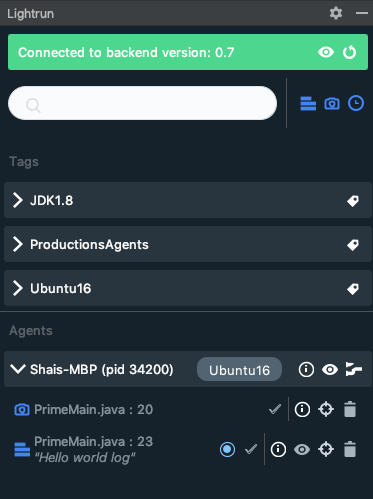 Lightrun
Connected to backend version: 0.7
Tags
JDK1.8
ProductionsAgents
Ubuntu16
Agents
Shais-MBP (pid 34200) Ubuntu16
PrimeMain.java : 20
PrimeMain.java : 23
"Hello world log"